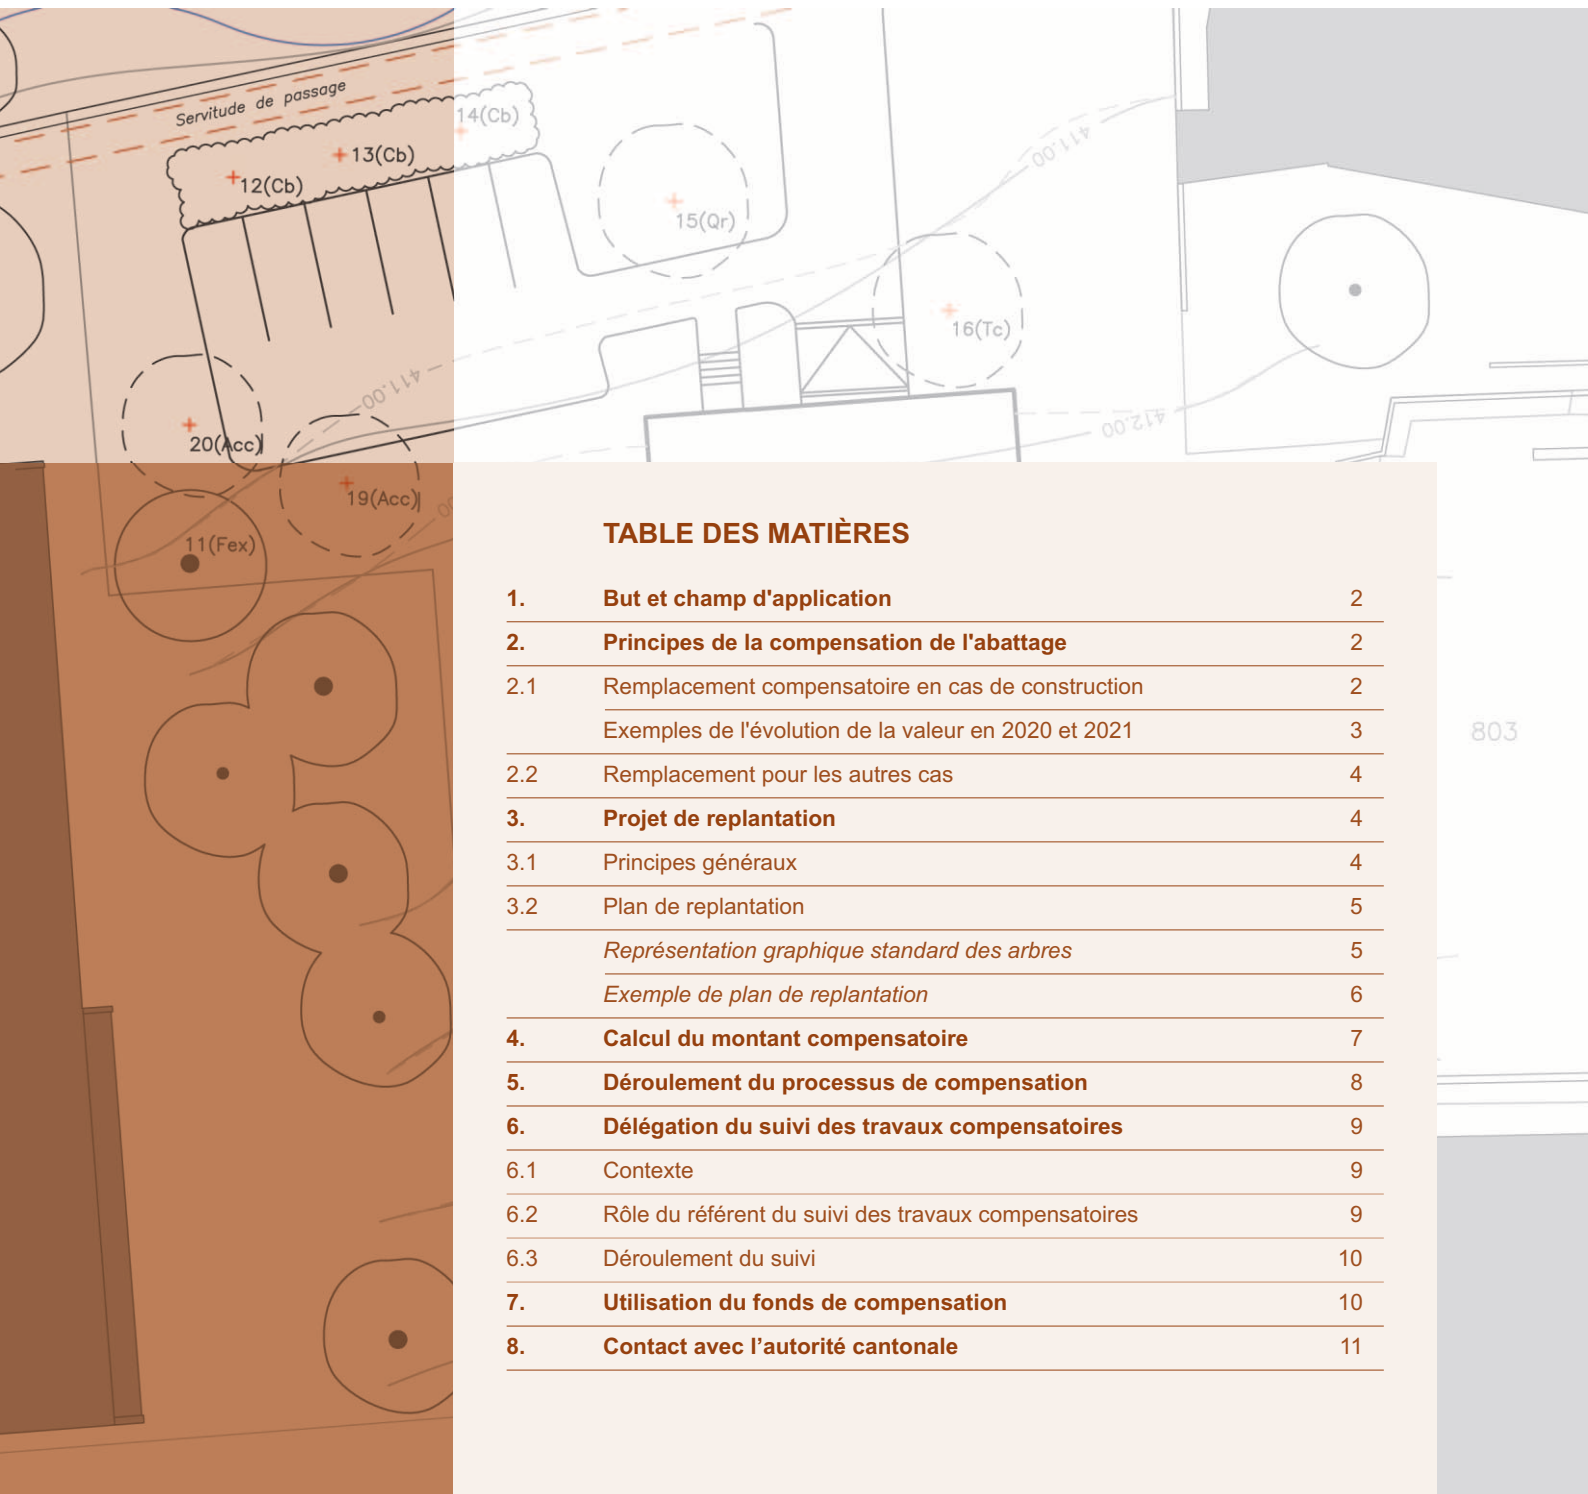 Servitude de passage
14(Cb)
13(Cb)
12(Cb)
411.00
15(Qr)
16(Tc)
411.00
412.00
20(Acc)
19(Acc)
11(Fex)
TABLE DES MATIÈRES
1. But et champ d'application 2
2. Principes de la compensation de l'abattage 2
2.1 Remplacement compensatoire en cas de construction 2
Exemples de l'évolution de la valeur en 2020 et 2021 3
803
2.2 Remplacement pour les autres cas 4
3. Projet de replantation 4
3.1 Principes généraux 4
3.2 Plan de replantation 5
Représentation graphique standard des arbres 5
Exemple de plan de replantation 6
4. Calcul du montant compensatoire 7
5. Déroulement du processus de compensation 8
6. Délégation du suivi des travaux compensatoires 9
6.1 Contexte 9
6.2 Rôle du référent du suivi des travaux compensatoires 9
6.3 Déroulement du suivi 10
7. Utilisation du fonds de compensation 10
8. Contact avec l’autorité cantonale 11